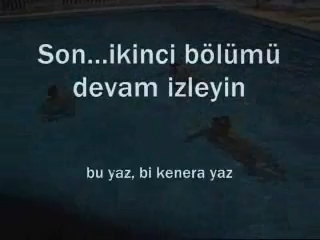 Son...ikinci bölümü
devam izleyin
bu yaz, bi kenera yaz